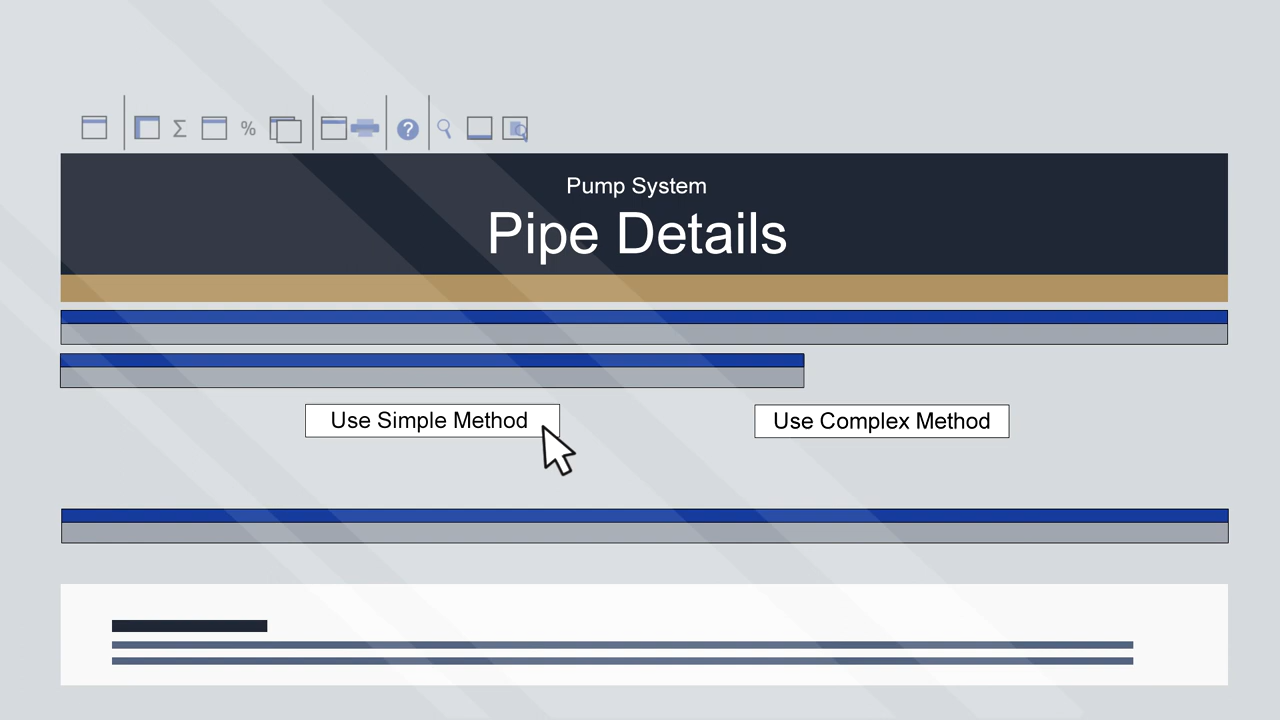 Σ % ?
Pump System
Pipe Details
Use Simple Method
Use Complex Method